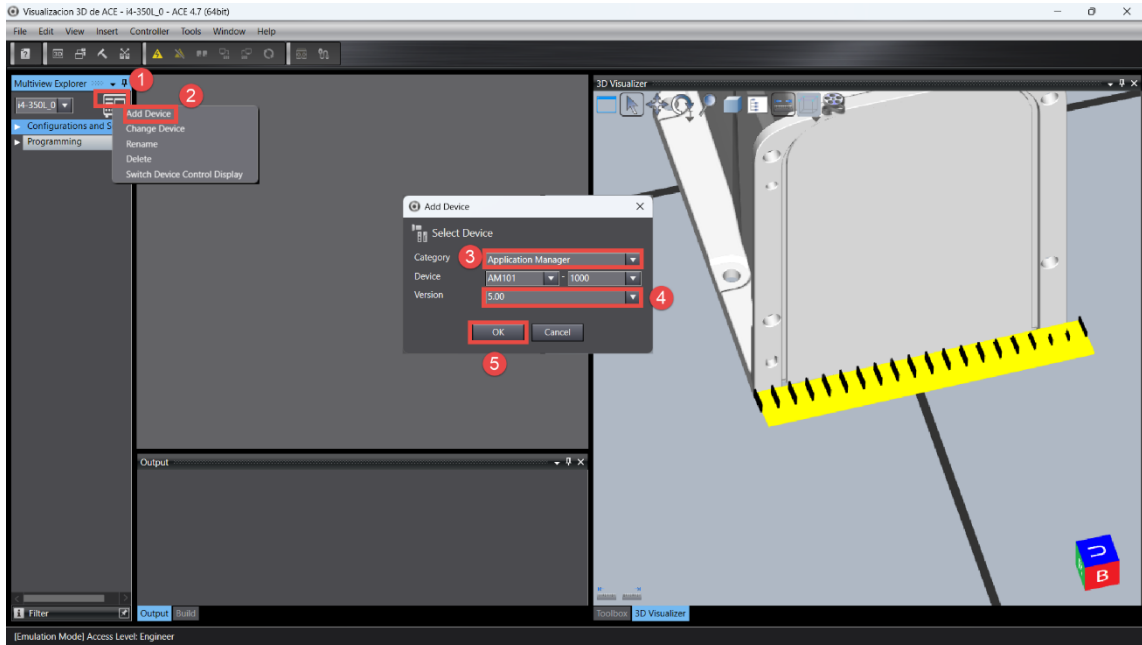 Visualizacion 3D de ACE - i4-350L_0 - ACE 4.7 (64bit)
File Edit View Insert Controller Tools Window Help
Multiview Explorer
1
3D Visualizer
i4-350L_0
2
Add Device
Configurations and S
Change Device
Programming
Rename
Delete
Switch Device Control Display
Add Device
Select Device
Category 3 Application Manager
Device AM101 - 1000
Version 5.00 4
OK Cancel
5
Output
U
B
Filter
Output Build
Toolbox 3D Visualizer
[Emulation Mode] Access Level: Engineer